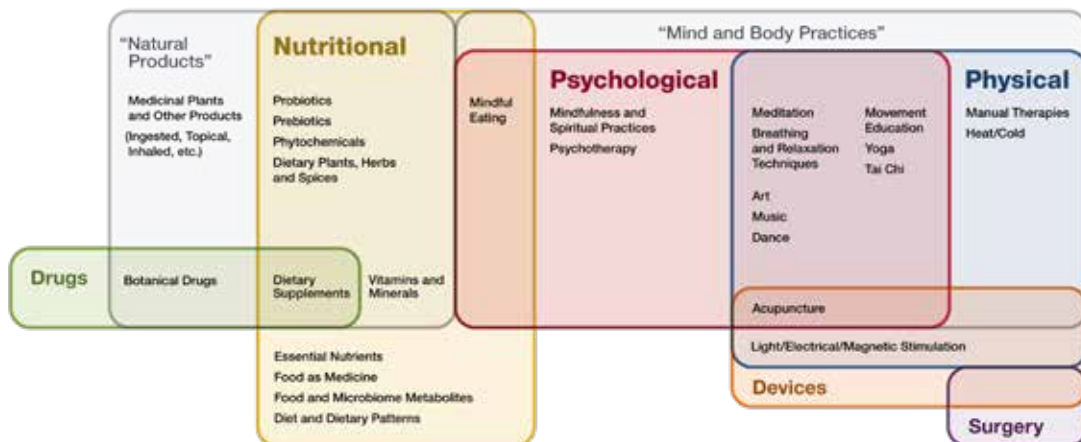 “Natural
Products”
Medicinal Plants
and Other Products
(Ingested, Topical,
Inhaled, etc.)
Nutritional
Probiotics
Prebiotics
Phytochemicals
Dietary Plants, Herbs
and Spices
“Mind and Body Practices”
Mindful
Eating
Psychological
Mindfulness and
Spiritual Practices
Psychotherapy
Meditation
Breathing
and Relaxation
Techniques
Art
Music
Dance
Movement
Education
Yoga
Tai Chi
Physical
Manual Therapies
Heat/Cold
Drugs
Botanical Drugs
Dietary
Supplements
Vitamins and
Minerals
Acupuncture
Light/Electrical/Magnetic Stimulation
Essential Nutrients
Food as Medicine
Food and Microbiome Metabolites
Diet and Dietary Patterns
Devices
Surgery